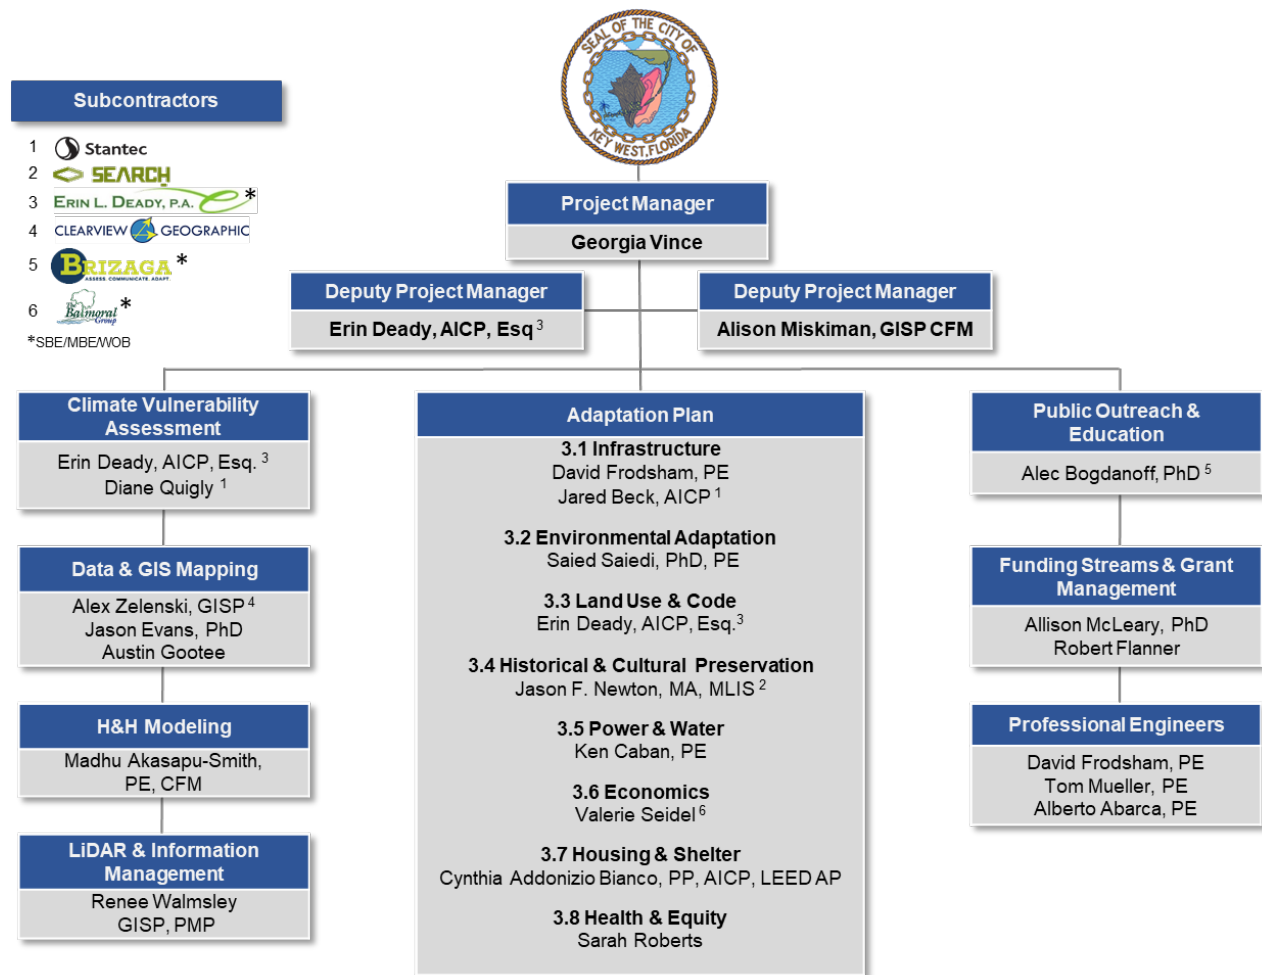 SEAL OF THE CITY OF
KEY WEST, FLORIDA
Subcontractors
1 Stantec
2 SEARCH
3 ERIN L. DEADY, P.A. *
4 CLEARVIEW GEOGRAPHIC
5 BRIZAGA *
ASSESS COMMUNICATE ADAPT
6 Balmoral *
Group
*SBE/MBE/WOB
Project Manager
Georgia Vince
Deputy Project Manager
Erin Deady, AICP, Esq 3
Deputy Project Manager
Alison Miskiman, GISP CFM
Climate Vulnerability
Assessment
Erin Deady, AICP, Esq. 3
Diane Quigly 1
Data & GIS Mapping
Alex Zelenski, GISP 4
Jason Evans, PhD
Austin Gootee
H&H Modeling
Madhu Akasapu-Smith,
PE, CFM
LiDAR & Information
Management
Renee Walmsley
GISP, PMP
Adaptation Plan
3.1 Infrastructure
David Frodsham, PE
Jared Beck, AICP 1
3.2 Environmental Adaptation
Saied Saiedi, PhD, PE
3.3 Land Use & Code
Erin Deady, AICP, Esq. 3
3.4 Historical & Cultural Preservation
Jason F. Newton, MA, MLIS 2
3.5 Power & Water
Ken Caban, PE
3.6 Economics
Valerie Seidel 6
3.7 Housing & Shelter
Cynthia Addonizio Bianco, PP, AICP, LEED AP
3.8 Health & Equity
Sarah Roberts
Public Outreach &
Education
Alec Bogdanoff, PhD 5
Funding Streams & Grant
Management
Allison McLeary, PhD
Robert Flanner
Professional Engineers
David Frodsham, PE
Tom Mueller, PE
Alberto Abarca, PE